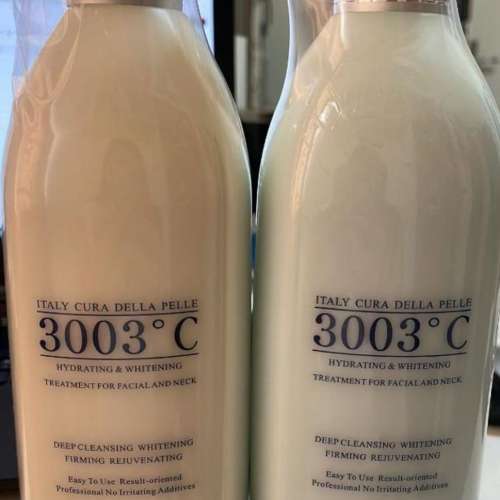 ITALY CURA DELLA PELLE
3003°C
HYDRATING & WHITENING
TREATMENT FOR FACIAL AND NECK
DEEP CLEANSING WHITENING
FIRMING REJUVENATING
Easy To Use Result-oriented
Professional No Irritating Additives
ITALY CURA DELLA PELLE
3003°C
HYDRATING & WHITENING
TREATMENT FOR FACIAL AND NECK
DEEP CLEANSING WHITENING
FIRMING REJUVENATING
Easy To Use Result-oriented
Professional No Irritating Additives